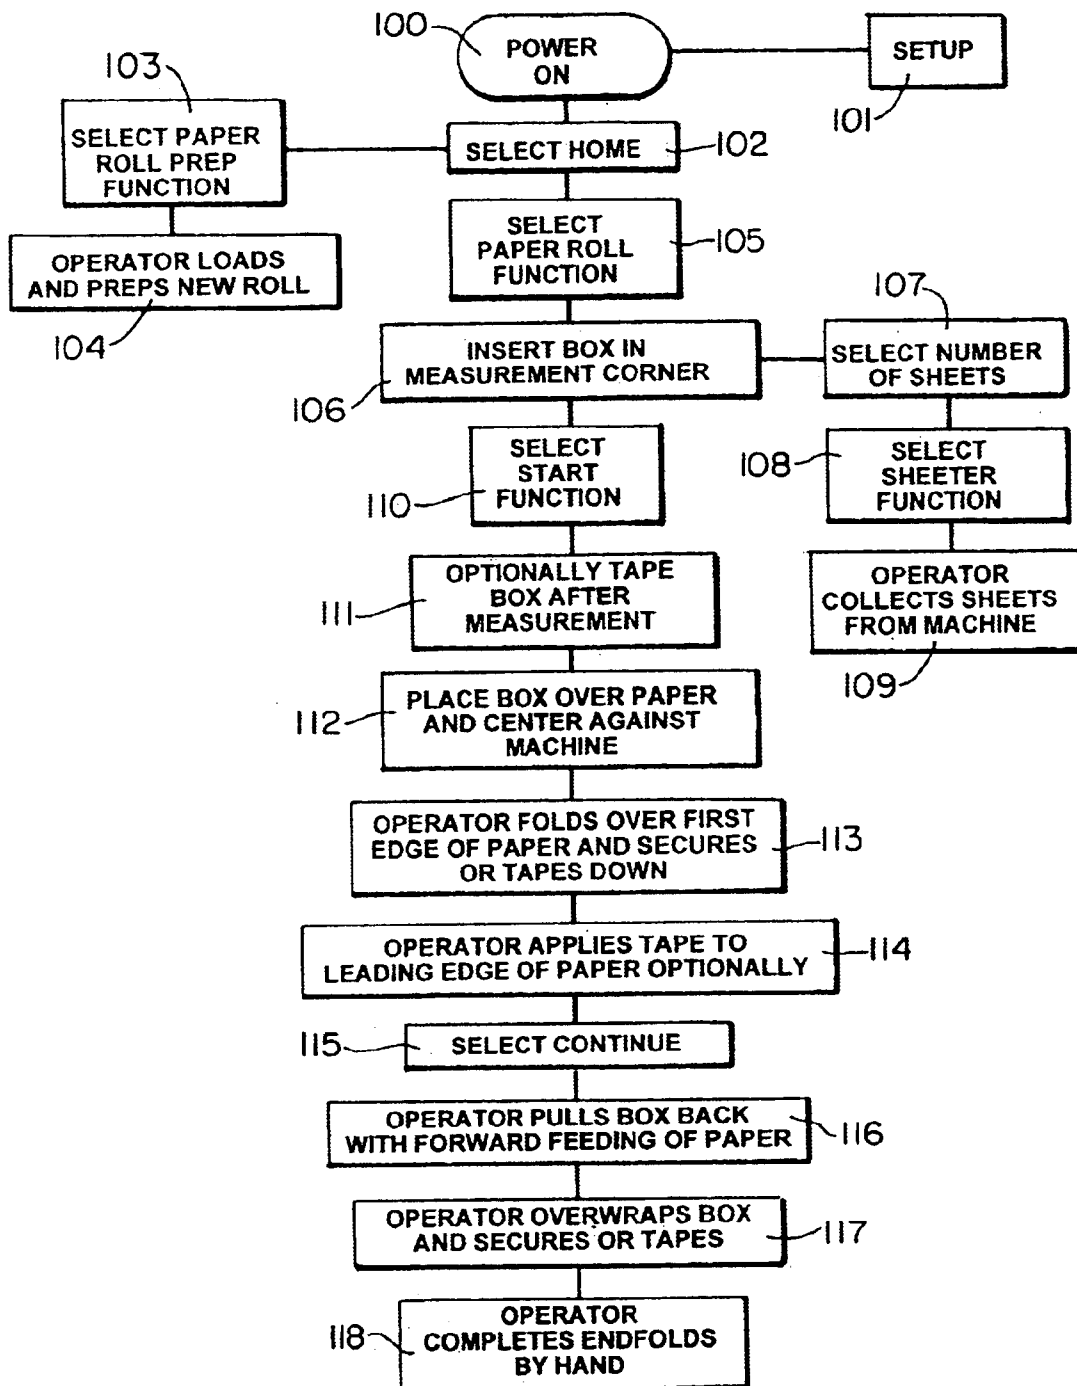 100
POWER
ON
SETUP
101
103
SELECT PAPER
ROLL PREP
FUNCTION
SELECT HOME
102
OPERATOR LOADS
AND PREPS NEW ROLL
104
SELECT
PAPER ROLL
FUNCTION
105
INSERT BOX IN
MEASUREMENT CORNER
106
107
SELECT NUMBER
OF SHEETS
SELECT
START
FUNCTION
110
108
SELECT
SHEETER
FUNCTION
OPTIONALLY TAPE
BOX AFTER
MEASUREMENT
111
OPERATOR
COLLECTS SHEETS
FROM MACHINE
109
112
PLACE BOX OVER PAPER
AND CENTER AGAINST
MACHINE
OPERATOR FOLDS OVER FIRST
EDGE OF PAPER AND SECURES
OR TAPES DOWN
113
OPERATOR APPLIES TAPE TO
LEADING EDGE OF PAPER OPTIONALLY
114
115
SELECT CONTINUE
OPERATOR PULLS BOX BACK
WITH FORWARD FEEDING OF PAPER
116
OPERATOR OVERWRAPS BOX
AND SECURES OR TAPES
117
118
OPERATOR
COMPLETES ENDFOLDS
BY HAND